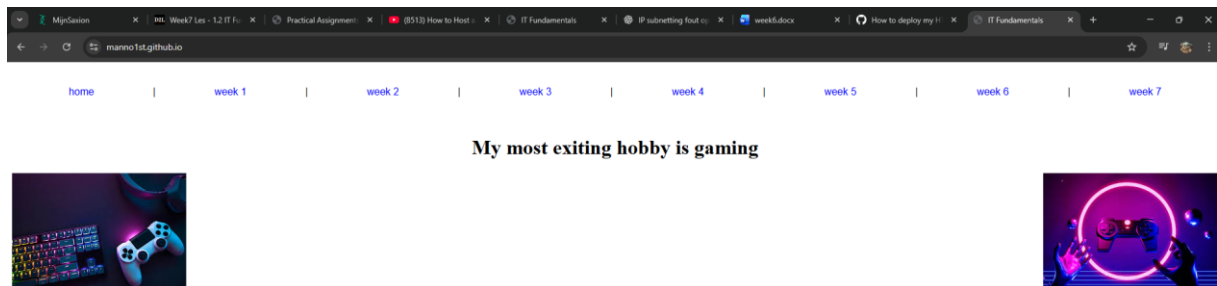 MijnSaxion Week7 Les - 1.2 IT Fu Practical Assignment (8513) How to Host a IT Fundamentals IP subnetting fout op week6.docx How to deploy my H IT Fundamentals
manno1st.github.io
home | week 1 | week 2 | week 3 | week 4 | week 5 | week 6 | week 7
My most exiting hobby is gaming